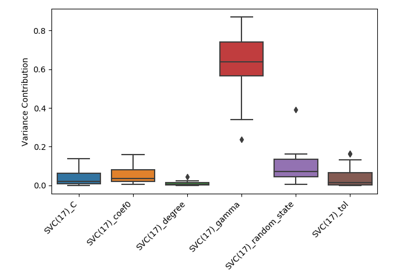 0.8
0.6
0.4
0.2
0.0
Variance Contribution
SVC(17)_C
SVC(17)_coef0
SVC(17)_degree
SVC(17)_gamma
SVC(17)_random_state
SVC(17)_tol